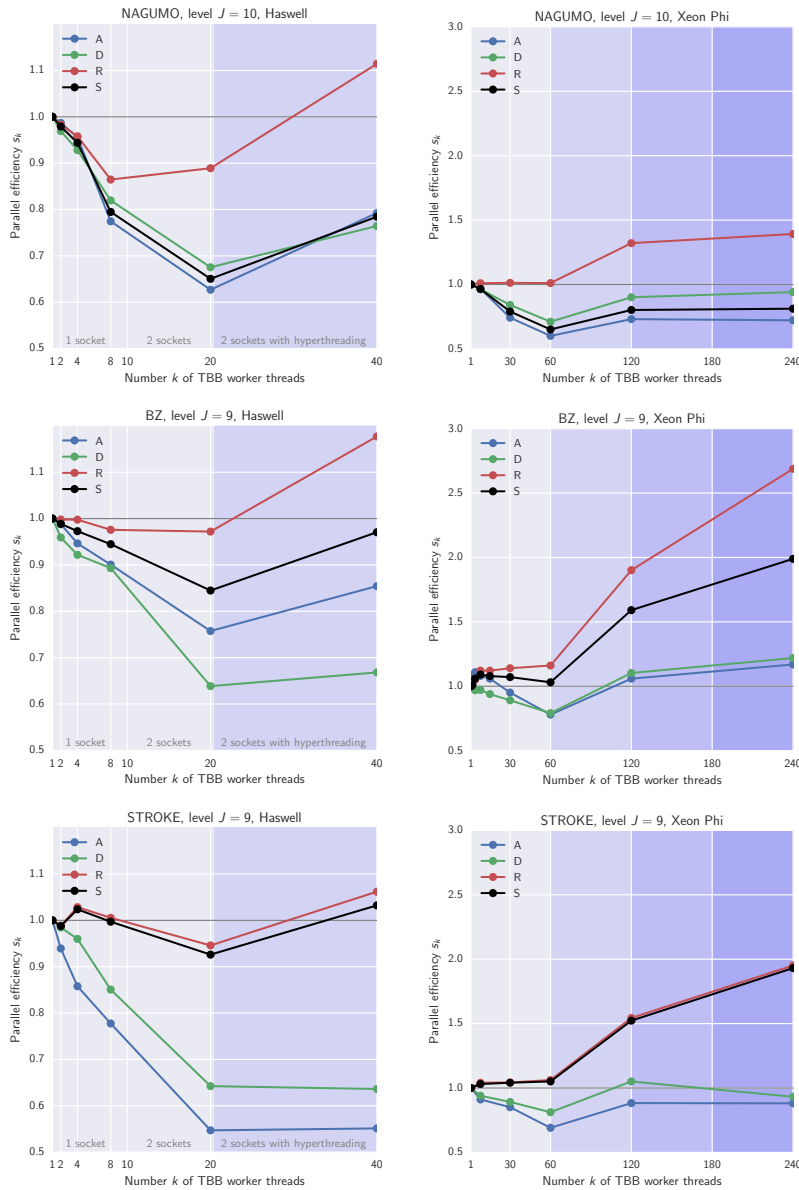 NAGUMO, level J = 10, Haswell
A
D
R
S
1.1
1.0
0.9
0.8
0.7
0.6
0.5
Parallel efficiency s_k
1 socket
2 sockets
2 sockets with hyperthreading
1 2 4 8 10 20 40
Number k of TBB worker threads
NAGUMO, level J = 10, Xeon Phi
A
D
R
S
3.0
2.5
2.0
1.5
1.0
0.5
Parallel efficiency s_k
1 30 60 120 180 240
Number k of TBB worker threads
BZ, level J = 9, Haswell
A
D
R
S
1.1
1.0
0.9
0.8
0.7
0.6
0.5
Parallel efficiency s_k
1 socket
2 sockets
2 sockets with hyperthreading
1 2 4 8 10 20 40
Number k of TBB worker threads
BZ, level J = 9, Xeon Phi
A
D
R
S
3.0
2.5
2.0
1.5
1.0
0.5
Parallel efficiency s_k
1 30 60 120 180 240
Number k of TBB worker threads
STROKE, level J = 9, Haswell
A
D
R
S
1.1
1.0
0.9
0.8
0.7
0.6
0.5
Parallel efficiency s_k
1 socket
2 sockets
2 sockets with hyperthreading
1 2 4 8 10 20 40
Number k of TBB worker threads
STROKE, level J = 9, Xeon Phi
A
D
R
S
3.0
2.5
2.0
1.5
1.0
0.5
Parallel efficiency s_k
1 30 60 120 180 240
Number k of TBB worker threads